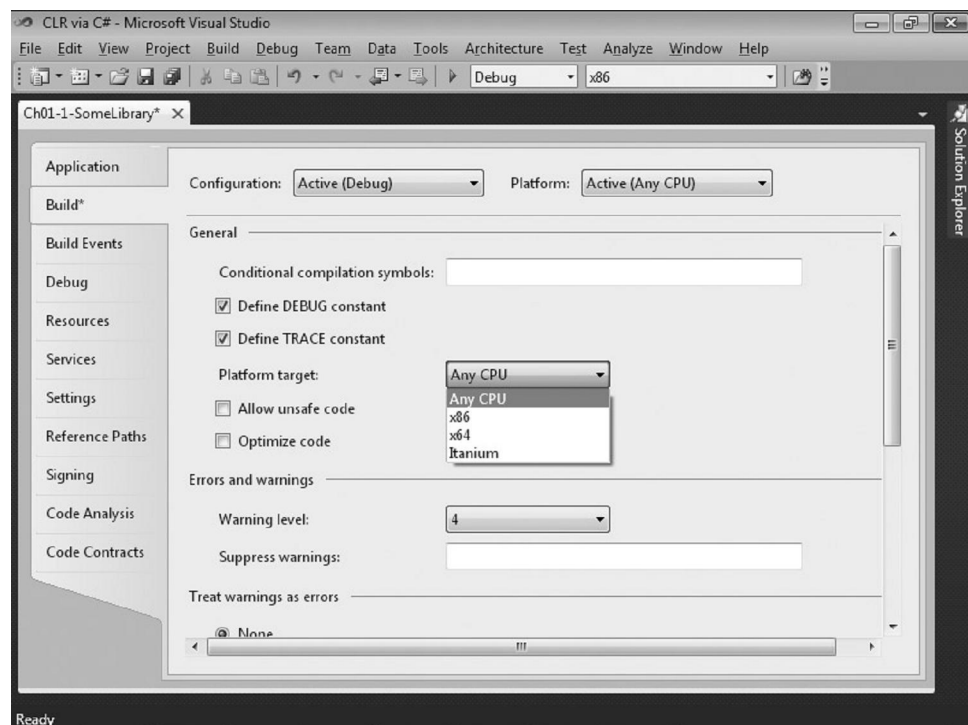 CLR via C# - Microsoft Visual Studio
File Edit View Project Build Debug Team Data Tools Architecture Test Analyze Window Help
Debug x86
Ch01-1-SomeLibrary*
Solution Explorer
Application
Build*
Build Events
Debug
Resources
Services
Settings
Reference Paths
Signing
Code Analysis
Code Contracts
Configuration: Active (Debug) Platform: Active (Any CPU)
General
Conditional compilation symbols:
Define DEBUG constant
Define TRACE constant
Platform target: Any CPU
Any CPU
x86
x64
Itanium
Allow unsafe code
Optimize code
Errors and warnings
Warning level: 4
Suppress warnings:
Treat warnings as errors
None
Ready